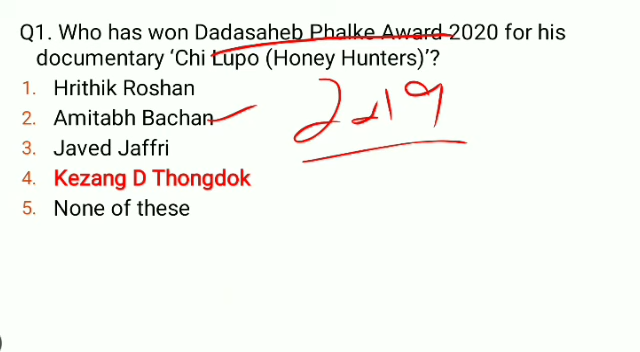 Q1. Who has won Dadasaheb Phalke Award 2020 for his
documentary ‘Chi Lupo (Honey Hunters)’?
1. Hrithik Roshan
2. Amitabh Bachan
3. Javed Jaffri
4. Kezang D Thongdok
5. None of these
2019